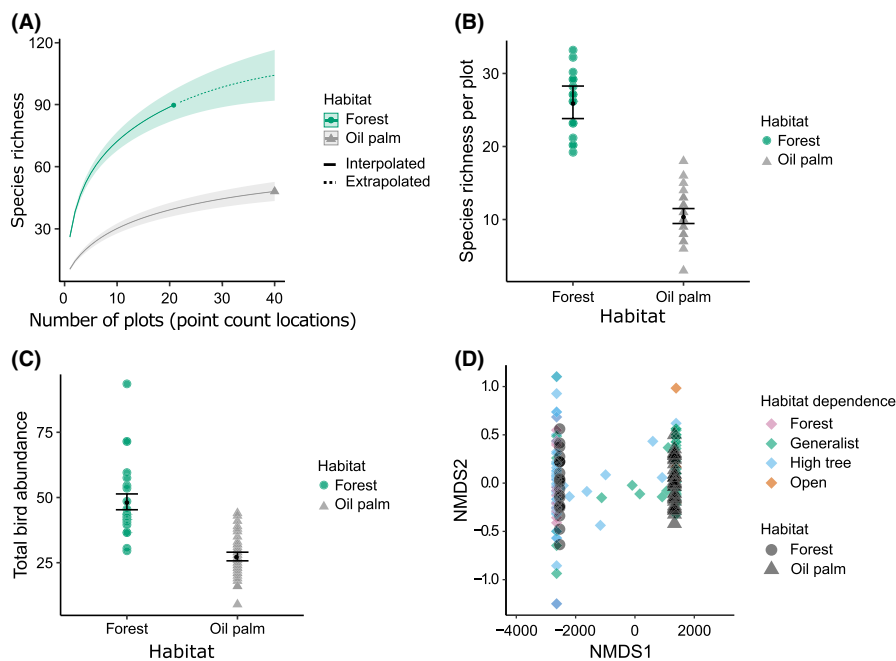 (A)
120
90
60
30
Species richness
0 10 20 30 40
Number of plots (point count locations)
Habitat
Forest
Oil palm
Interpolated
Extrapolated
(B)
30
20
10
Species richness per plot
Forest Oil palm
Habitat
Habitat
Forest
Oil palm
(C)
75
50
25
Total bird abundance
Forest Oil palm
Habitat
Habitat
Forest
Oil palm
(D)
1.0
0.5
0.0
−0.5
−1.0
NMDS2
−4000 −2000 0 2000
NMDS1
Habitat dependence
Forest
Generalist
High tree
Open
Habitat
Forest
Oil palm